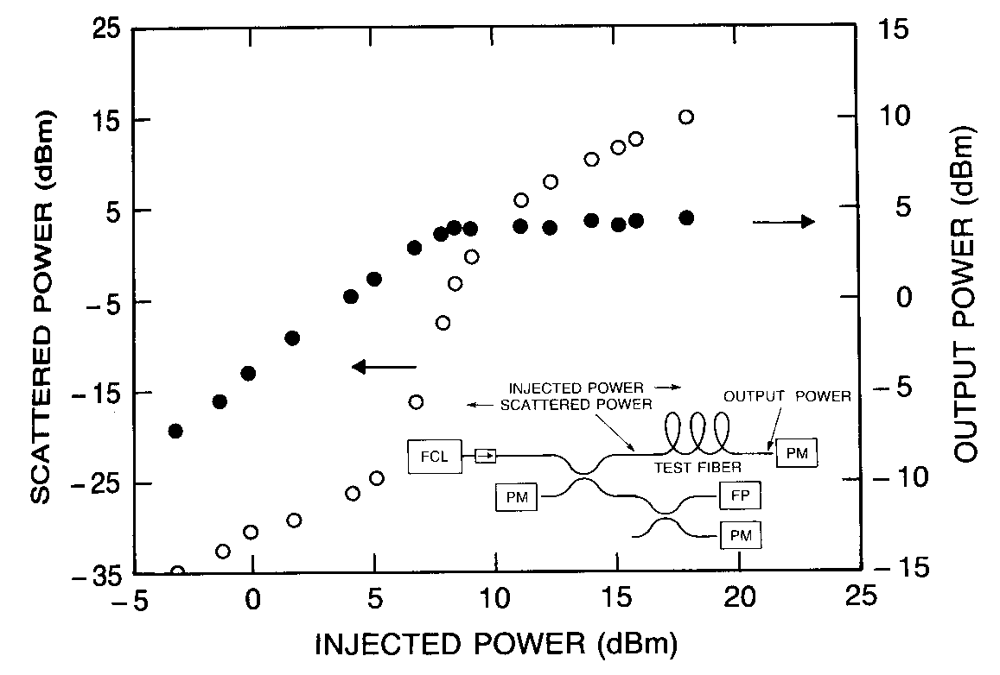 25
15
5
−5
−15
−25
−35
SCATTERED POWER (dBm)
15
10
5
0
−5
−10
−15
OUTPUT POWER (dBm)
INJECTED POWER →
← SCATTERED POWER
OUTPUT POWER
FCL
PM
TEST FIBER
PM
FP
PM
−5 0 5 10 15 20 25
INJECTED POWER (dBm)